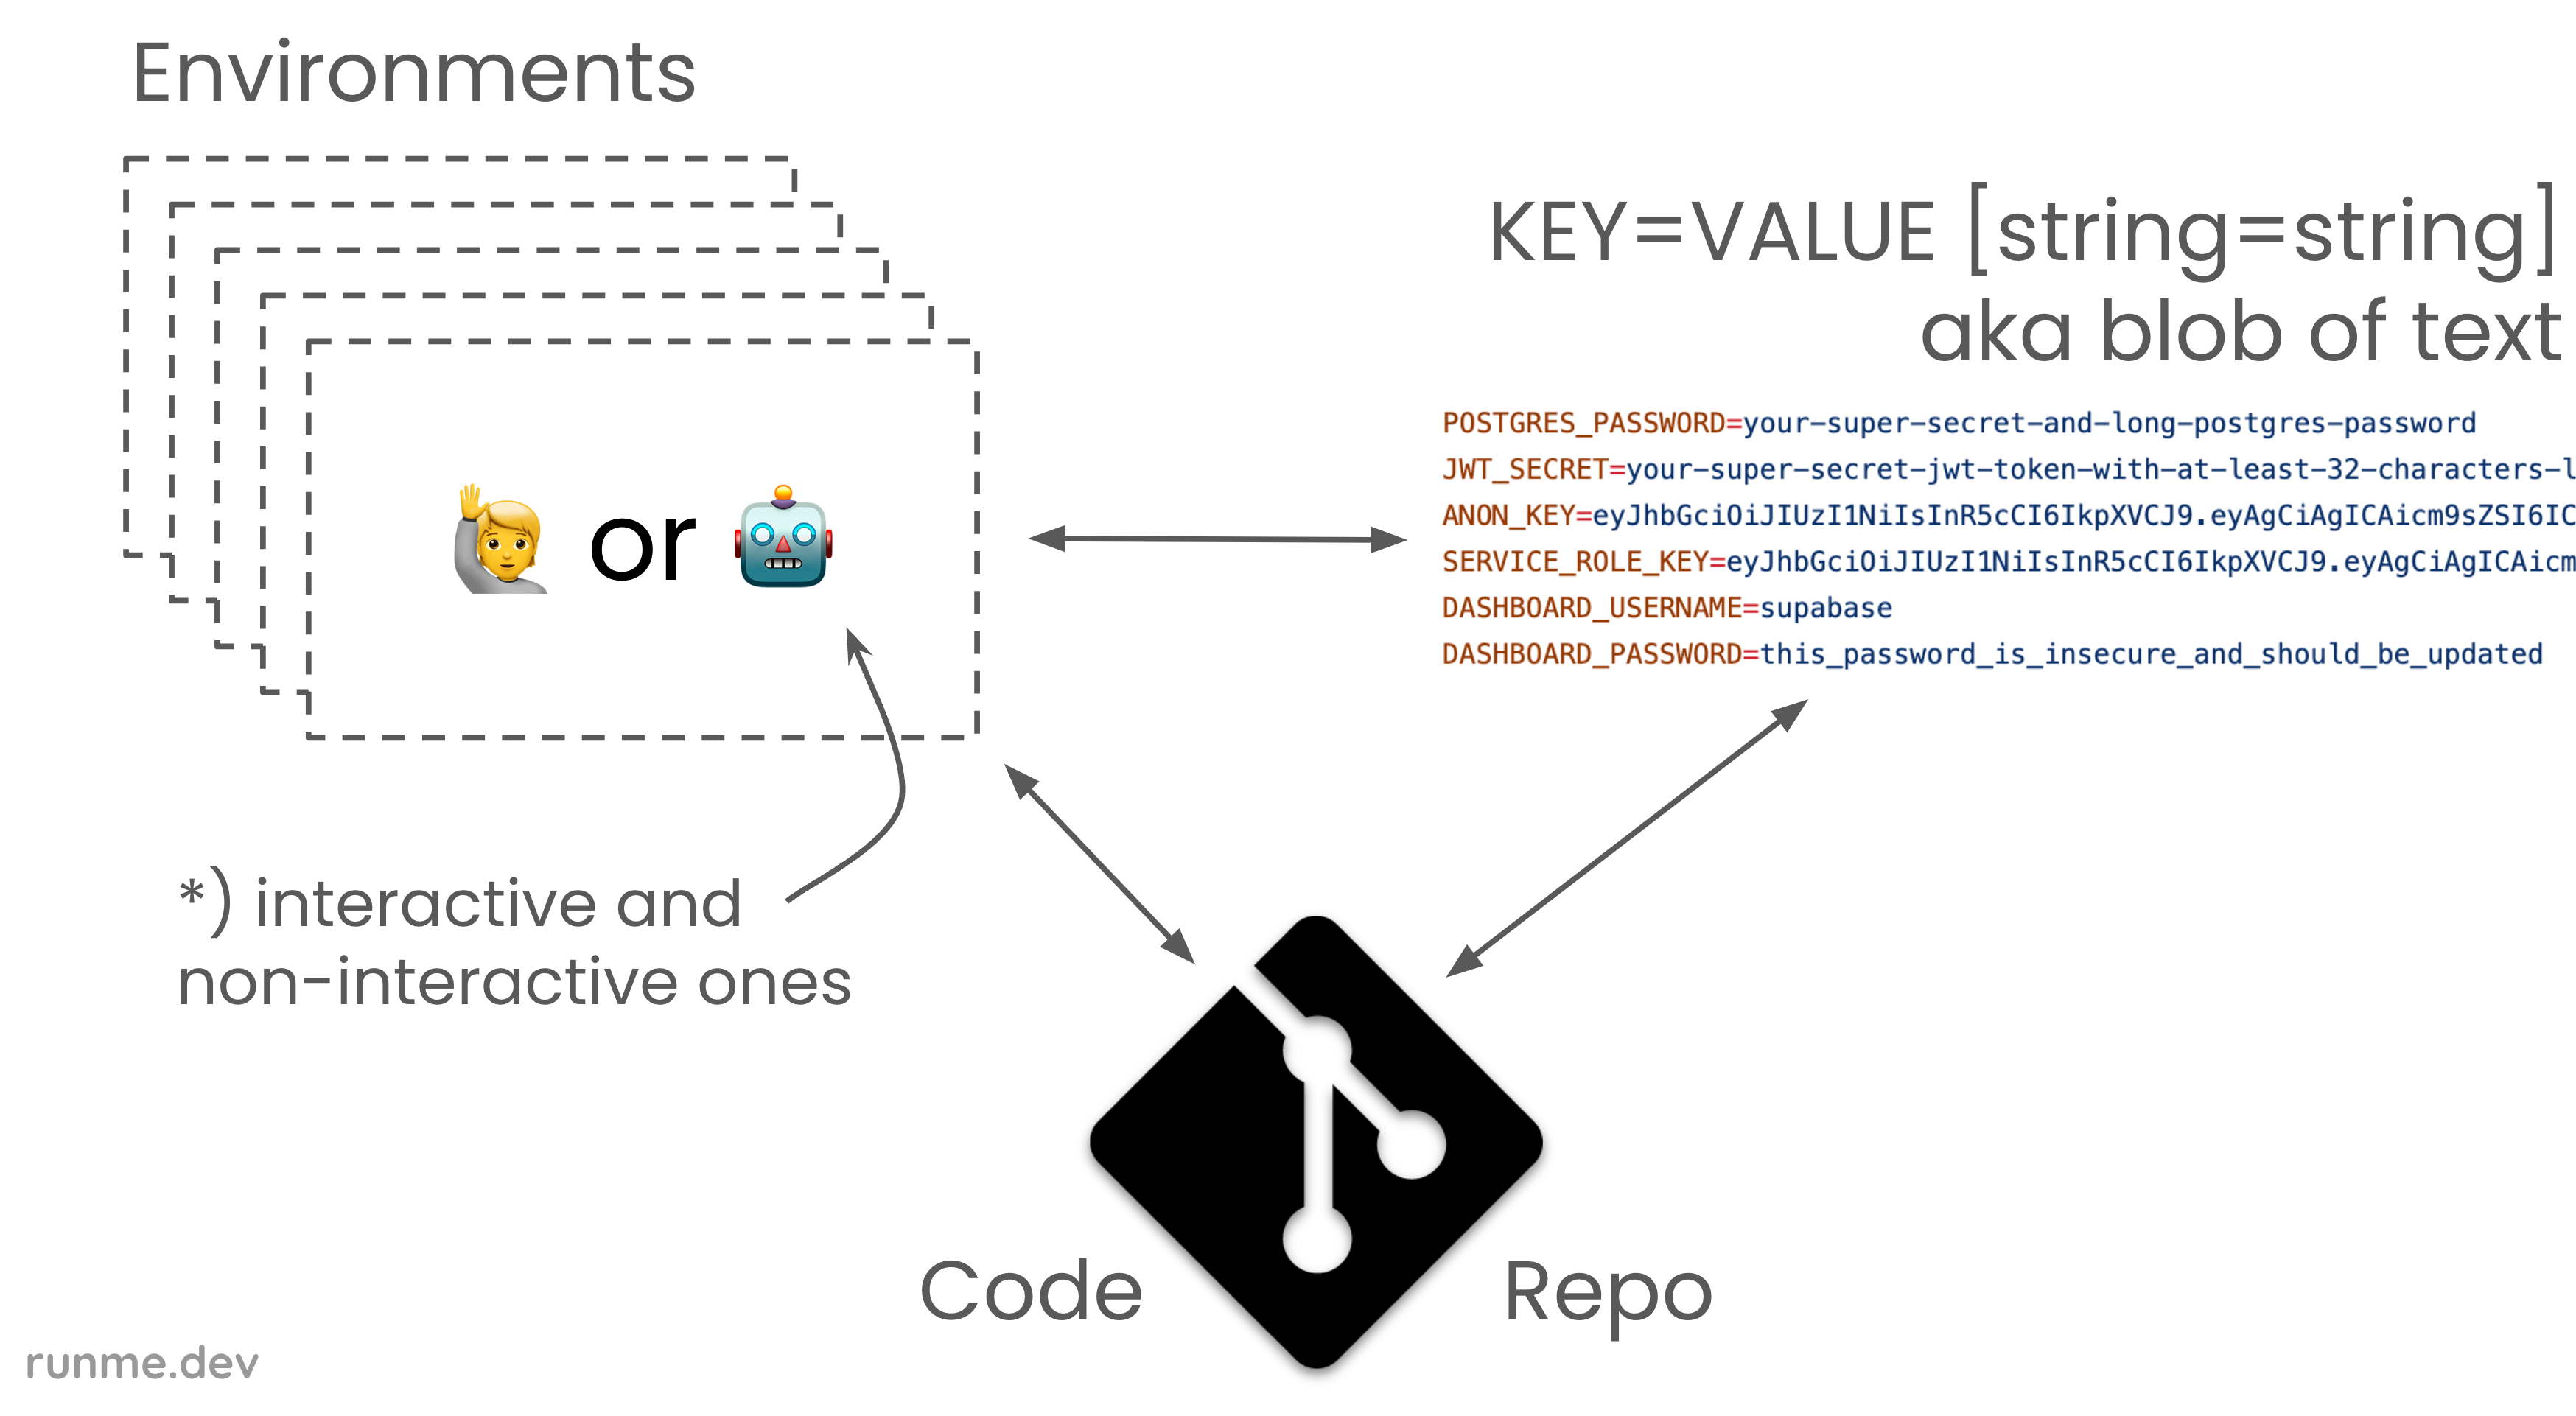 Environments
KEY=VALUE [string=string]
aka blob of text
POSTGRES_PASSWORD=your-super-secret-and-long-postgres-password
JWT_SECRET=your-super-secret-jwt-token-with-at-least-32-characters-l
ANON_KEY=eyJhbGciOiJIUzI1NiIsInR5cCI6IkpXVCJ9.eyAgCiAgICAicm9sZSI6IC
SERVICE_ROLE_KEY=eyJhbGciOiJIUzI1NiIsInR5cCI6IkpXVCJ9.eyAgCiAgICAicm
DASHBOARD_USERNAME=supabase
DASHBOARD_PASSWORD=this_password_is_insecure_and_should_be_updated
or
*) interactive and
non-interactive ones
Code Repo
runme.dev